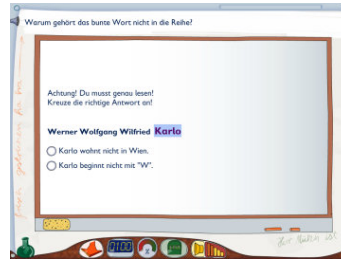 Warum gehört das bunte Wort nicht in die Reihe?
Achtung! Du musst genau lesen!
Kreuze die richtige Antwort an!
Werner Wolfgang Wilfried Karlo
Karlo wohnt nicht in Wien.
Karlo beginnt nicht mit "W".
0100